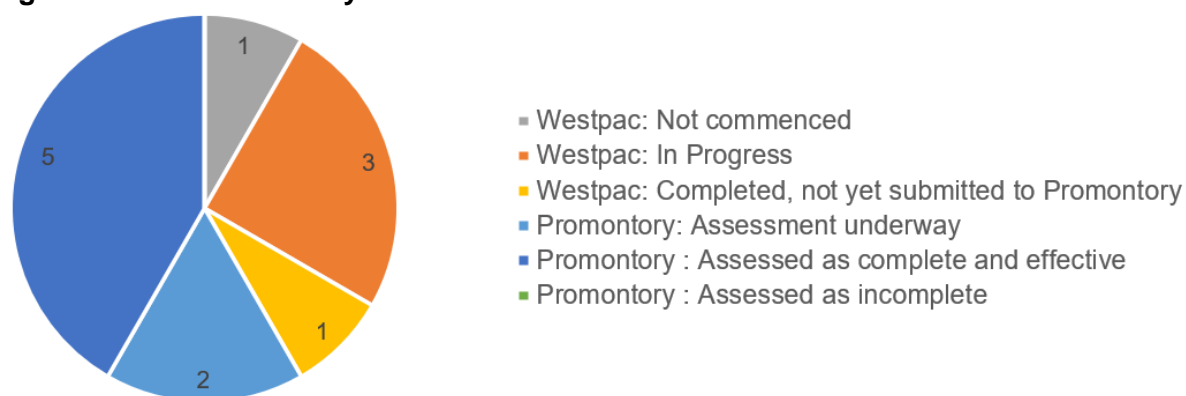 1
3
5
1
2
Westpac: Not commenced
Westpac: In Progress
Westpac: Completed, not yet submitted to Promontory
Promontory: Assessment underway
Promontory : Assessed as complete and effective
Promontory : Assessed as incomplete